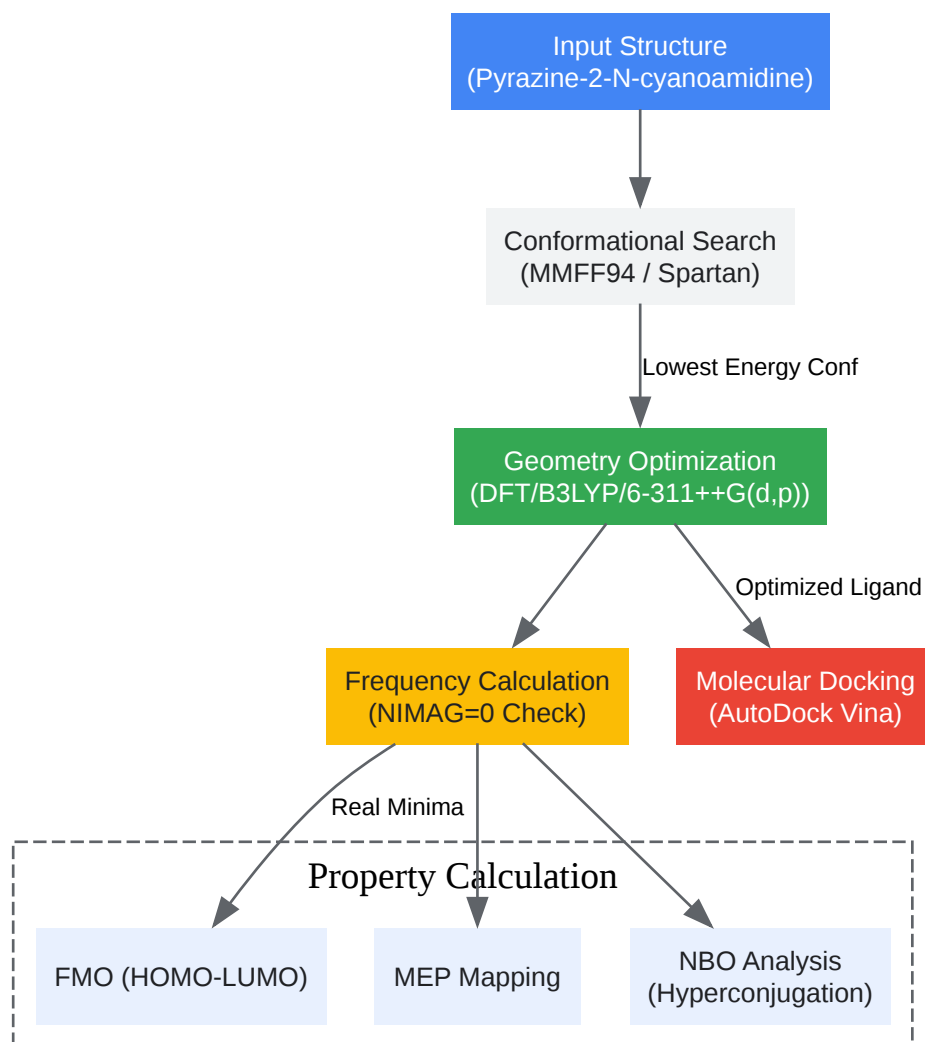 Input Structure
(Pyrazine-2-N-cyanoamidine)
Conformational Search
(MMFF94 / Spartan)
Lowest Energy Conf
Geometry Optimization
(DFT/B3LYP/6-311++G(d,p))
Optimized Ligand
Frequency Calculation
(NIMAG=0 Check)
Molecular Docking
(AutoDock Vina)
Real Minima
Property Calculation
FMO (HOMO-LUMO)
MEP Mapping
NBO Analysis
(Hyperconjugation)